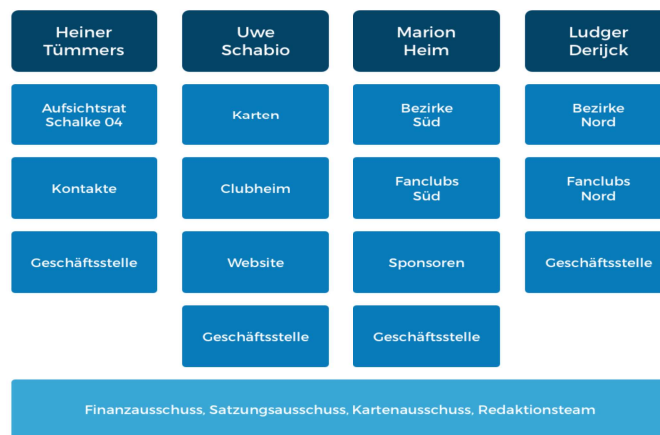 Heiner
Tümmers
Aufsichtsrat
Schalke 04
Kontakte
Geschäftsstelle
Uwe
Schabio
Karten
Clubheim
Website
Geschäftsstelle
Marion
Heim
Bezirke
Süd
Fanclubs
Süd
Sponsoren
Geschäftsstelle
Ludger
Derijck
Bezirke
Nord
Fanclubs
Nord
Geschäftsstelle
Finanzausschuss, Satzungsausschuss, Kartenausschuss, Redaktionsteam